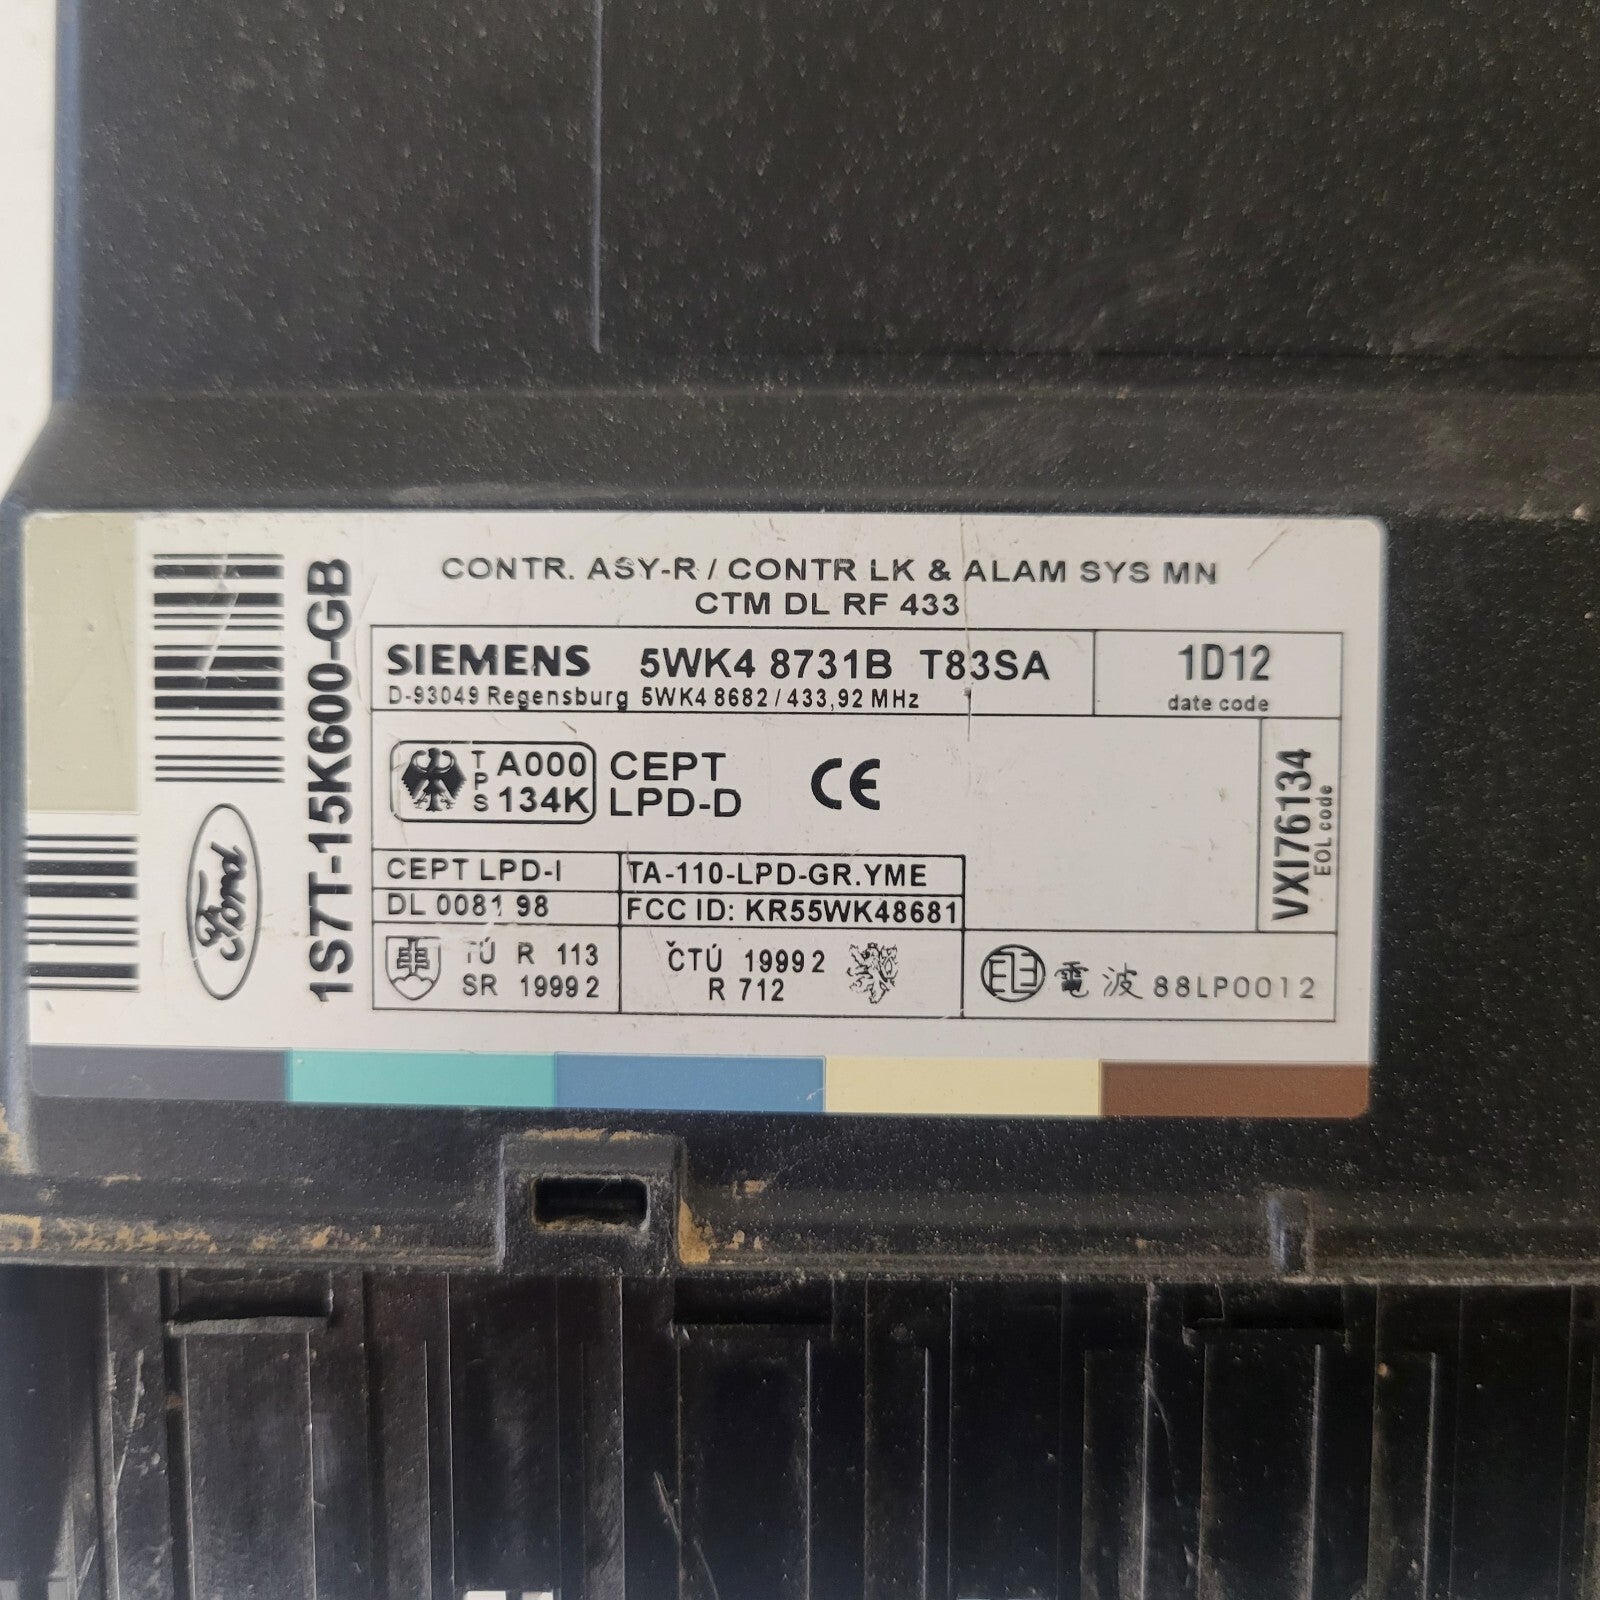 CONTR. ASY-R / CONTR LK & ALAM SYS MN
CTM DL RF 433
1S7T-15K600-GB
Ford
SIEMENS 5WK4 8731B T83SA
D-93049 Regensburg 5WK4 8682 / 433,92 MHz
1D12
date code
TPS A000
134K
CEPT
LPD-D
CE
VXI76134
EOL code
CEPT LPD-I
DL 0081 98
TA-110-LPD-GR.YME
FCC ID: KR55WK48681
TÚ R 113
SR 1999 2
ČTÚ 1999 2
R 712
電波 88LP0012